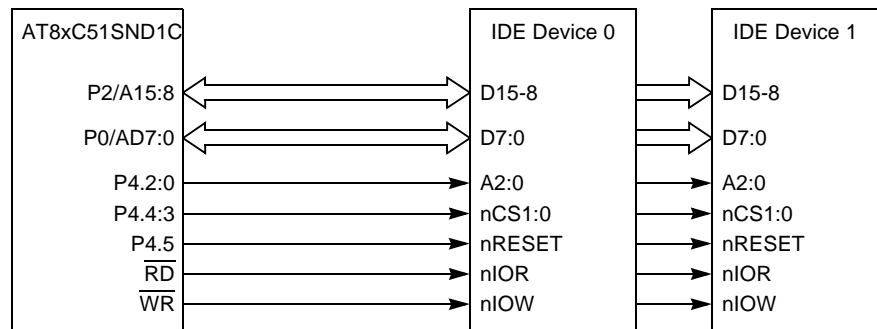 AT8xC51SND1C IDE Device 0 IDE Device 1
P2/A15:8 D15-8 D15-8
P0/AD7:0 D7:0 D7:0
P4.2:0 A2:0 A2:0
P4.4:3 nCS1:0 nCS1:0
P4.5 nRESET nRESET
RD nIOR nIOR
WR nIOW nIOW